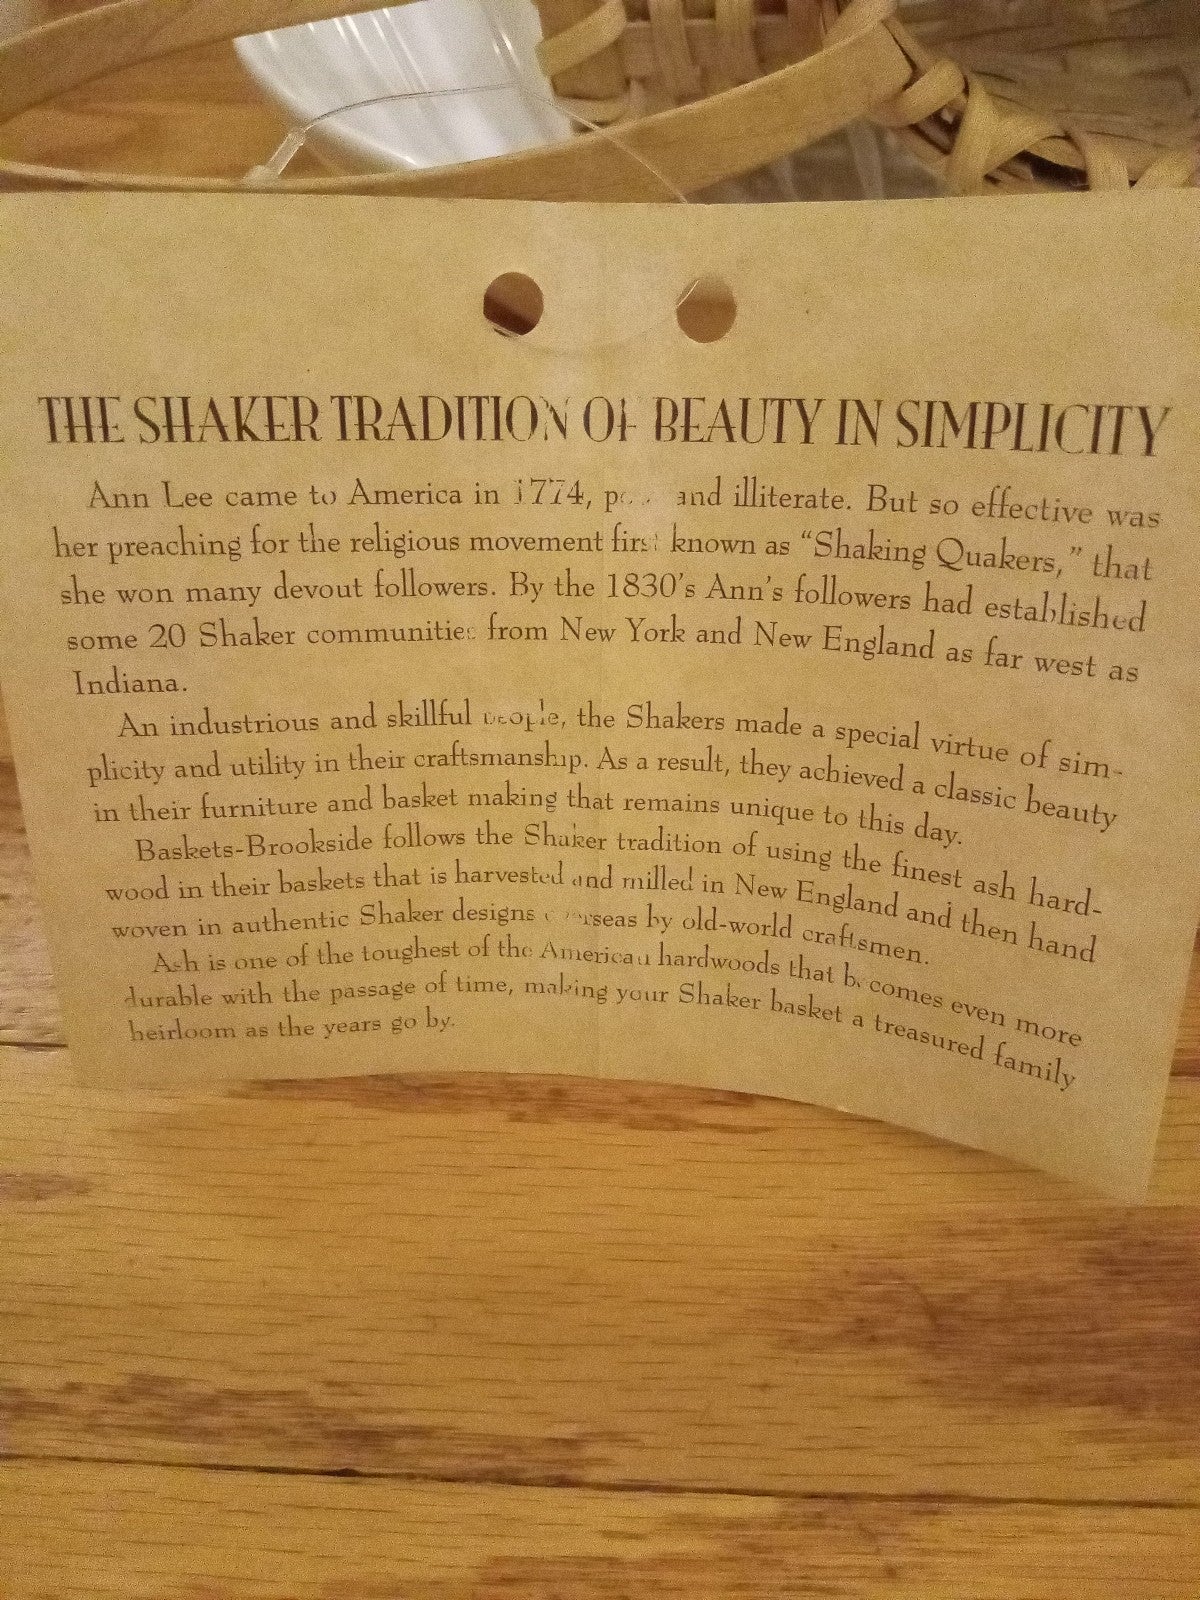 THE SHAKER TRADITION OF BEAUTY IN SIMPLICITY
Ann Lee came to America in 1774, and illiterate. But so effective was
her preaching for the religious movement first known as “Shaking Quakers,” that
she won many devout followers. By the 1830's Ann's followers had established
some 20 Shaker communities from New York and New England as far west as
Indiana.
An industrious and skillful people, the Shakers made a special virtue of sim-
plicity and utility in their craftsmanship. As a result, they achieved a classic beauty
in their furniture and basket making that remains unique to this day.
Baskets-Brookside follows the Shaker tradition of using the finest ash hard-
wood in their baskets that is harvested and milled in New England and then hand
woven in authentic Shaker designs overseas by old-world craftsmen.
Ash is one of the toughest of the American hardwoods that becomes even more
durable with the passage of time, making your Shaker basket a treasured family
heirloom as the years go by.